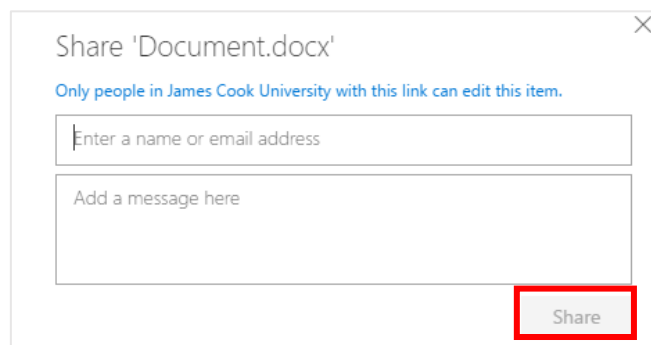 Share 'Document.docx'
Only people in James Cook University with this link can edit this item.
Enter a name or email address
Add a message here
Share